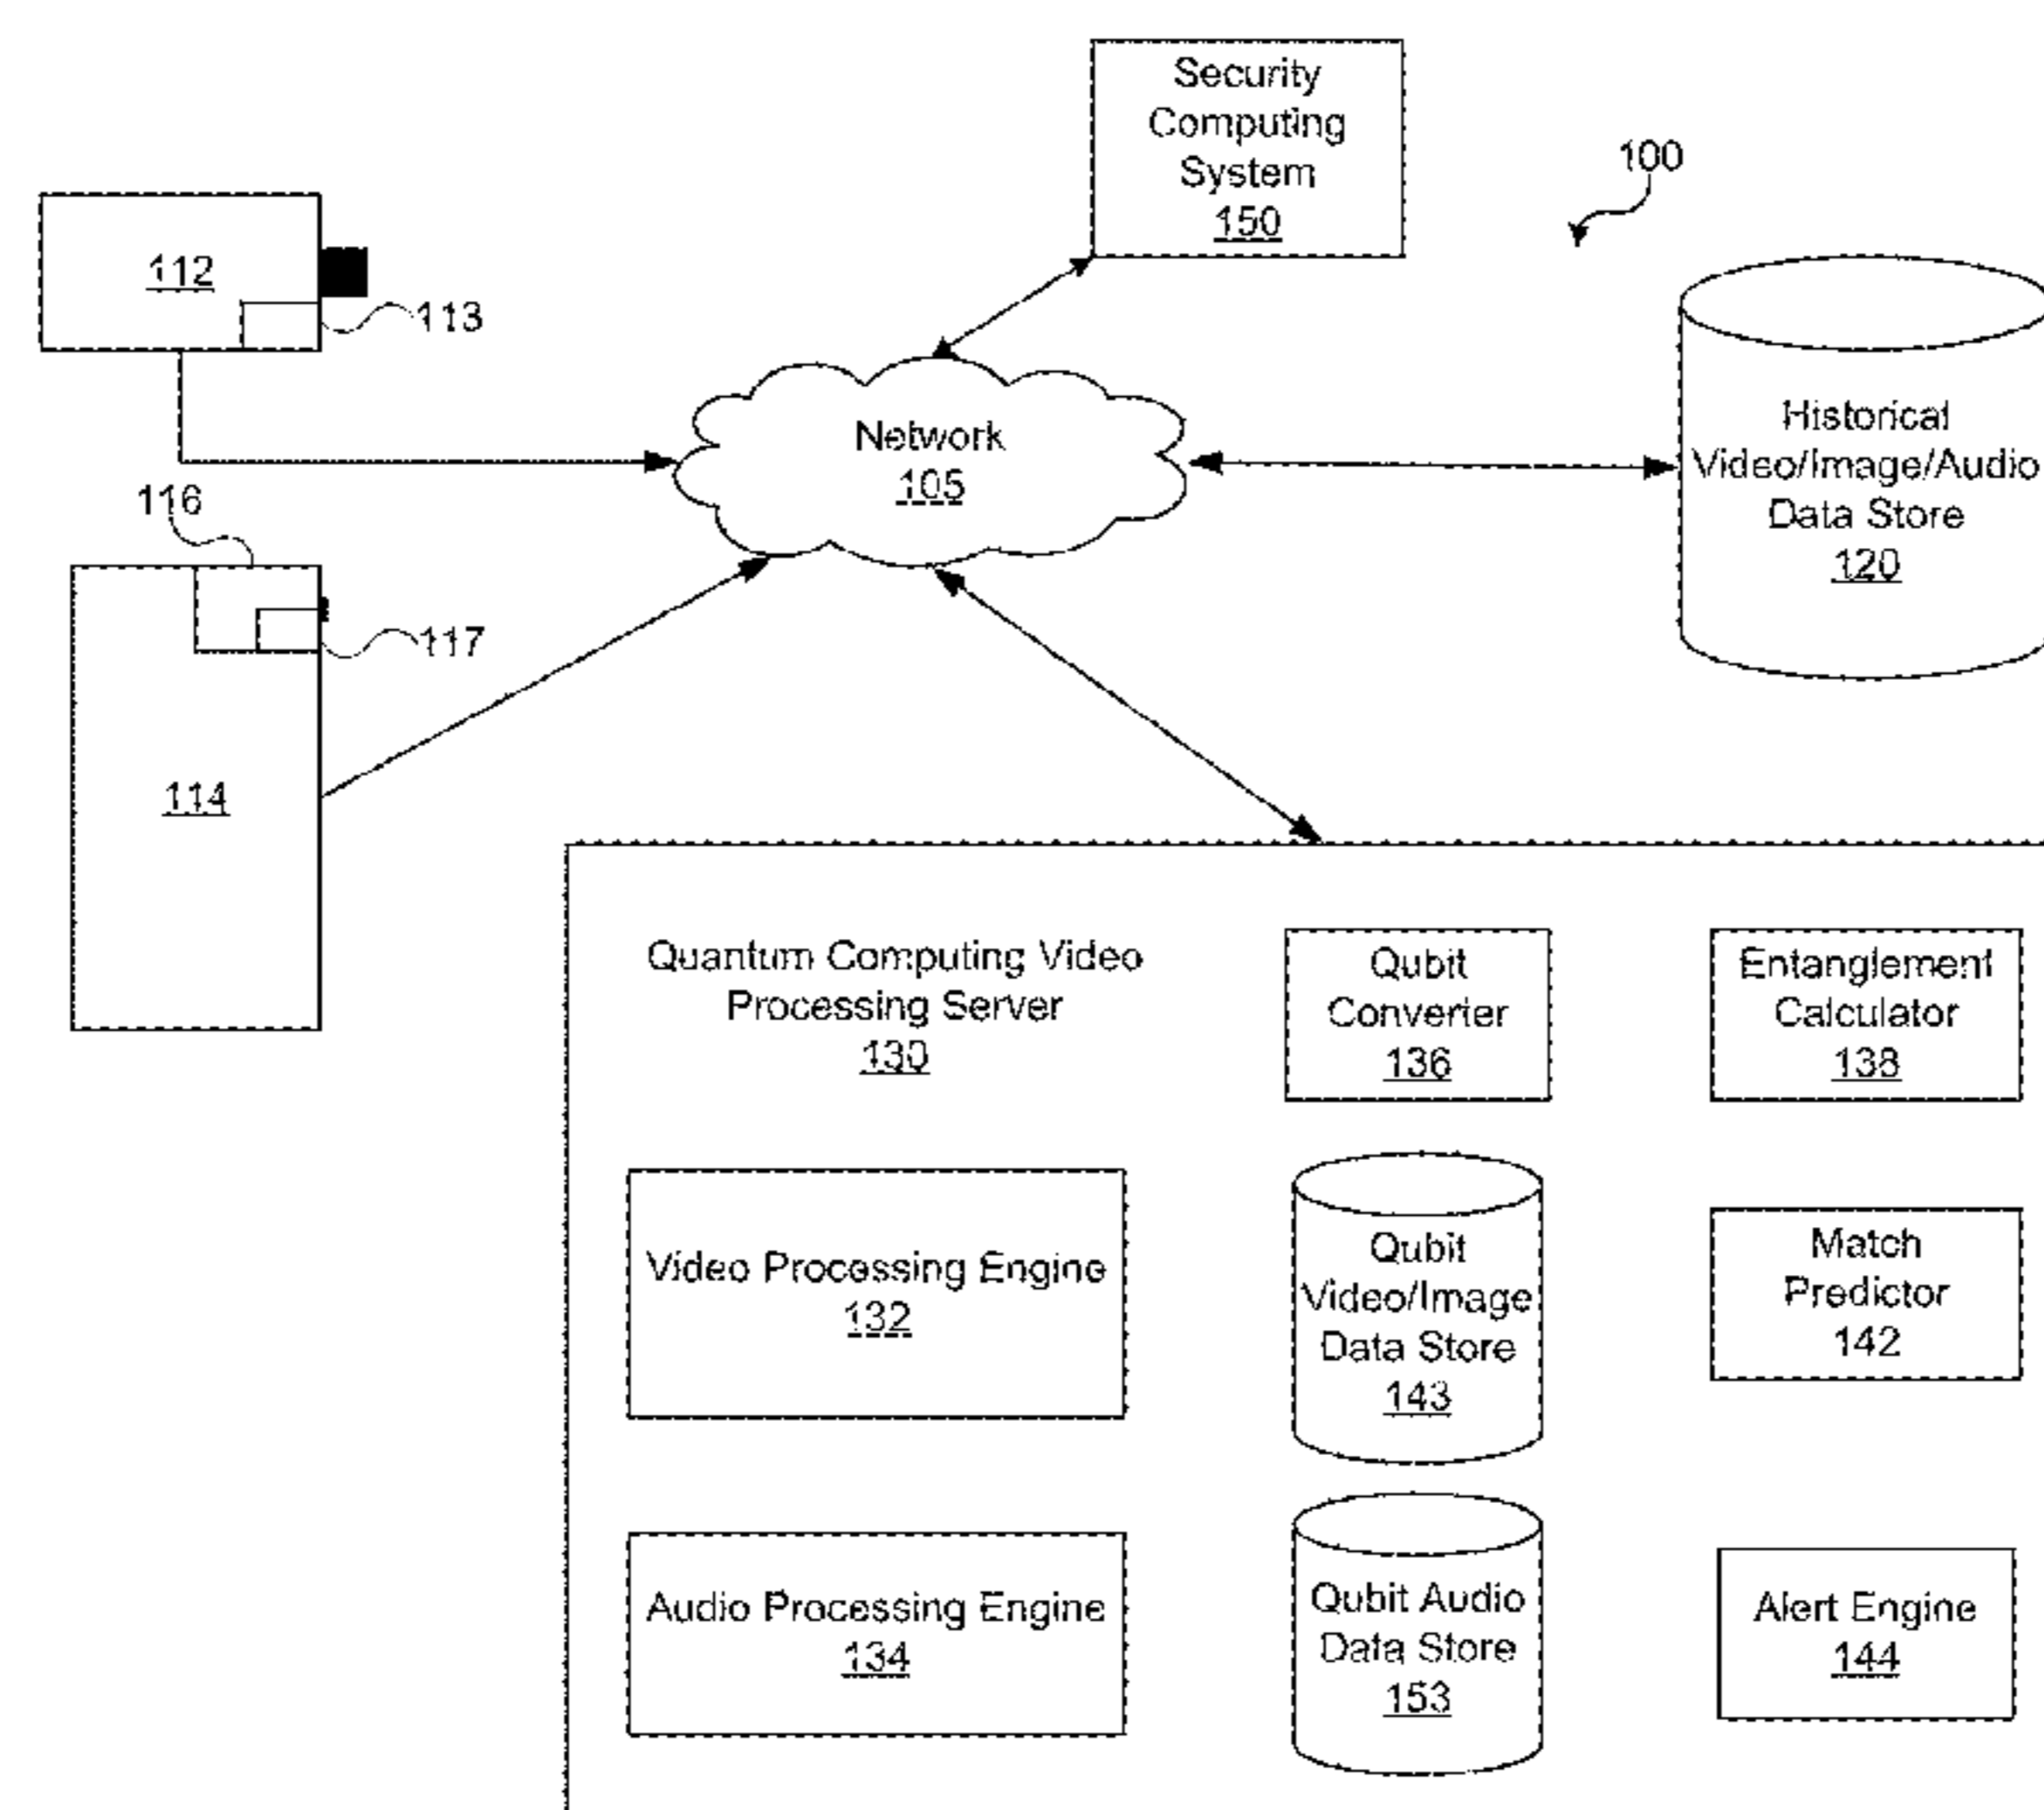 Security
Computing
System
150
100
112
113
Network
105
Historical
Video/Image/Audio
Data Store
120
116
117
114
Quantum Computing Video
Processing Server
130
Qubit
Converter
136
Entanglement
Calculator
138
Video Processing Engine
132
Qubit
Video/Image
Data Store
143
Match
Predictor
142
Audio Processing Engine
134
Qubit Audio
Data Store
153
Alert Engine
144